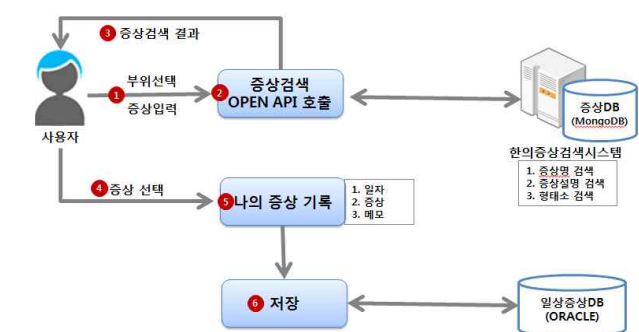 3 증상검색 결과
부위선택
1
증상입력
사용자
2 증상검색
OPEN API 호출
증상DB
(MongoDB)
한의증상검색시스템
1. 증상명 검색
2. 증상설명 검색
3. 형태소 검색
4 증상 선택
5 나의 증상 기록
1. 일자
2. 증상
3. 메모
6 저장
일상증상DB
(ORACLE)